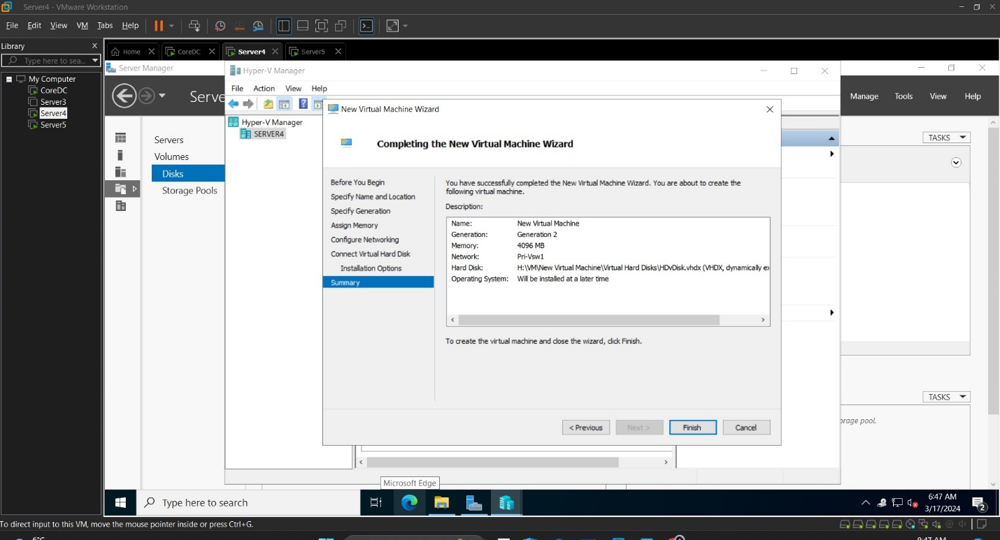 Server4 - VMware Workstation
File Edit View VM Tabs Help
Library
Type here to sea...
My Computer
CoreDC
Server3
Server4
Server5
Home
CoreDC
Server4
Server5
Server Manager
Serve
Manage Tools View Help
Servers
Volumes
Disks
Storage Pools
Hyper-V Manager
File Action View Help
Hyper-V Manager
SERVER4
New Virtual Machine Wizard
Completing the New Virtual Machine Wizard
Before You Begin
Specify Name and Location
Specify Generation
Assign Memory
Configure Networking
Connect Virtual Hard Disk
Installation Options
Summary
You have successfully completed the New Virtual Machine Wizard. You are about to create the
following virtual machine.
Description:
Name: New Virtual Machine
Generation: Generation 2
Memory: 4096 MB
Network: Pri-Vsw1
Hard Disk: H:\VM\New Virtual Machine\Virtual Hard Disks\HDvDisk.vhdx (VHDX, dynamically ex
Operating System: Will be installed at a later time
To create the virtual machine and close the wizard, click Finish.
< Previous Next > Finish Cancel
TASKS
TASKS
orage pool.
Microsoft Edge
Type here to search
6:47 AM
3/17/2024
2
To direct input to this VM, move the mouse pointer inside or press Ctrl+G.
6°C
9:47 AM